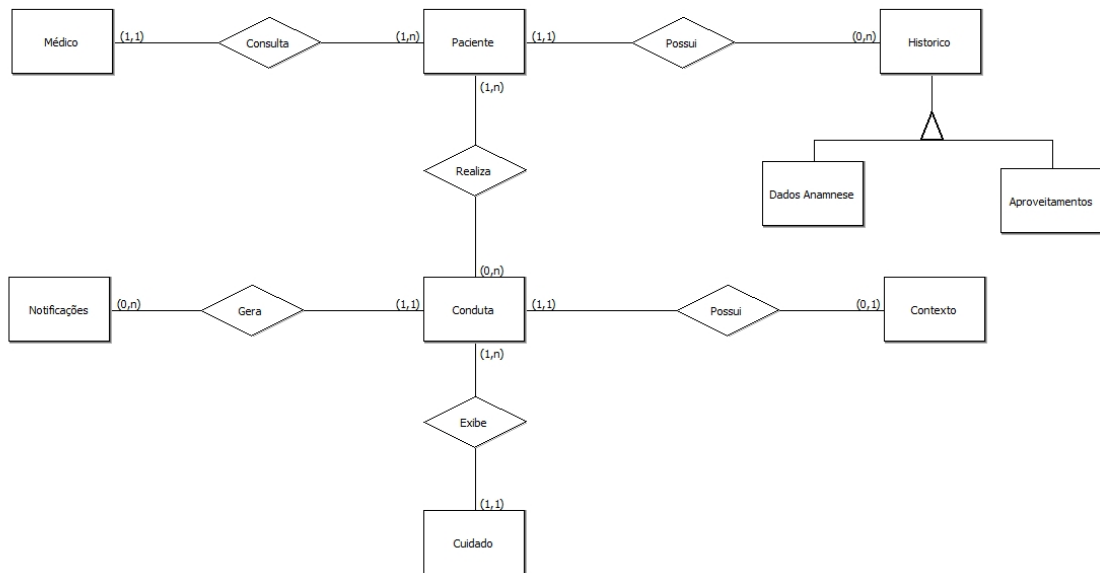 Médico
(1,1)
Consulta
(1,n)
Paciente
(1,1)
Possui
(0,n)
Historico
(1,n)
Realiza
Dados Anamnese
Aproveitamentos
(0,n)
Notificações
(0,n)
Gera
(1,1)
Conduta
(1,1)
Possui
(0,1)
Contexto
(1,n)
Exibe
(1,1)
Cuidado